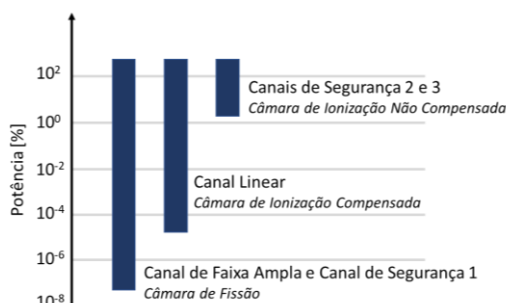 10²
Canais de Segurança 2 e 3
Câmara de Ionização Não Compensada
10⁰
Potência [%]
10⁻²
Canal Linear
Câmara de Ionização Compensada
10⁻⁴
10⁻⁶
Canal de Faixa Ampla e Canal de Segurança 1
Câmara de Fissão
10⁻⁸